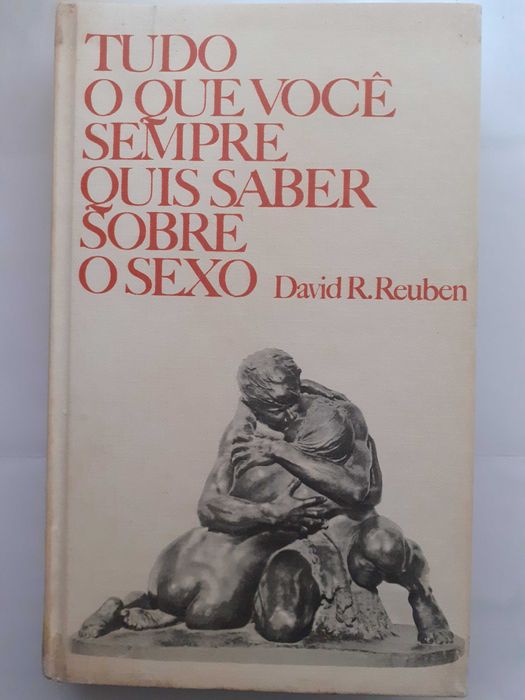 TUDO
O QUE VOCÊ
SEMPRE
QUIS SABER
SOBRE
O SEXO David R. Reuben